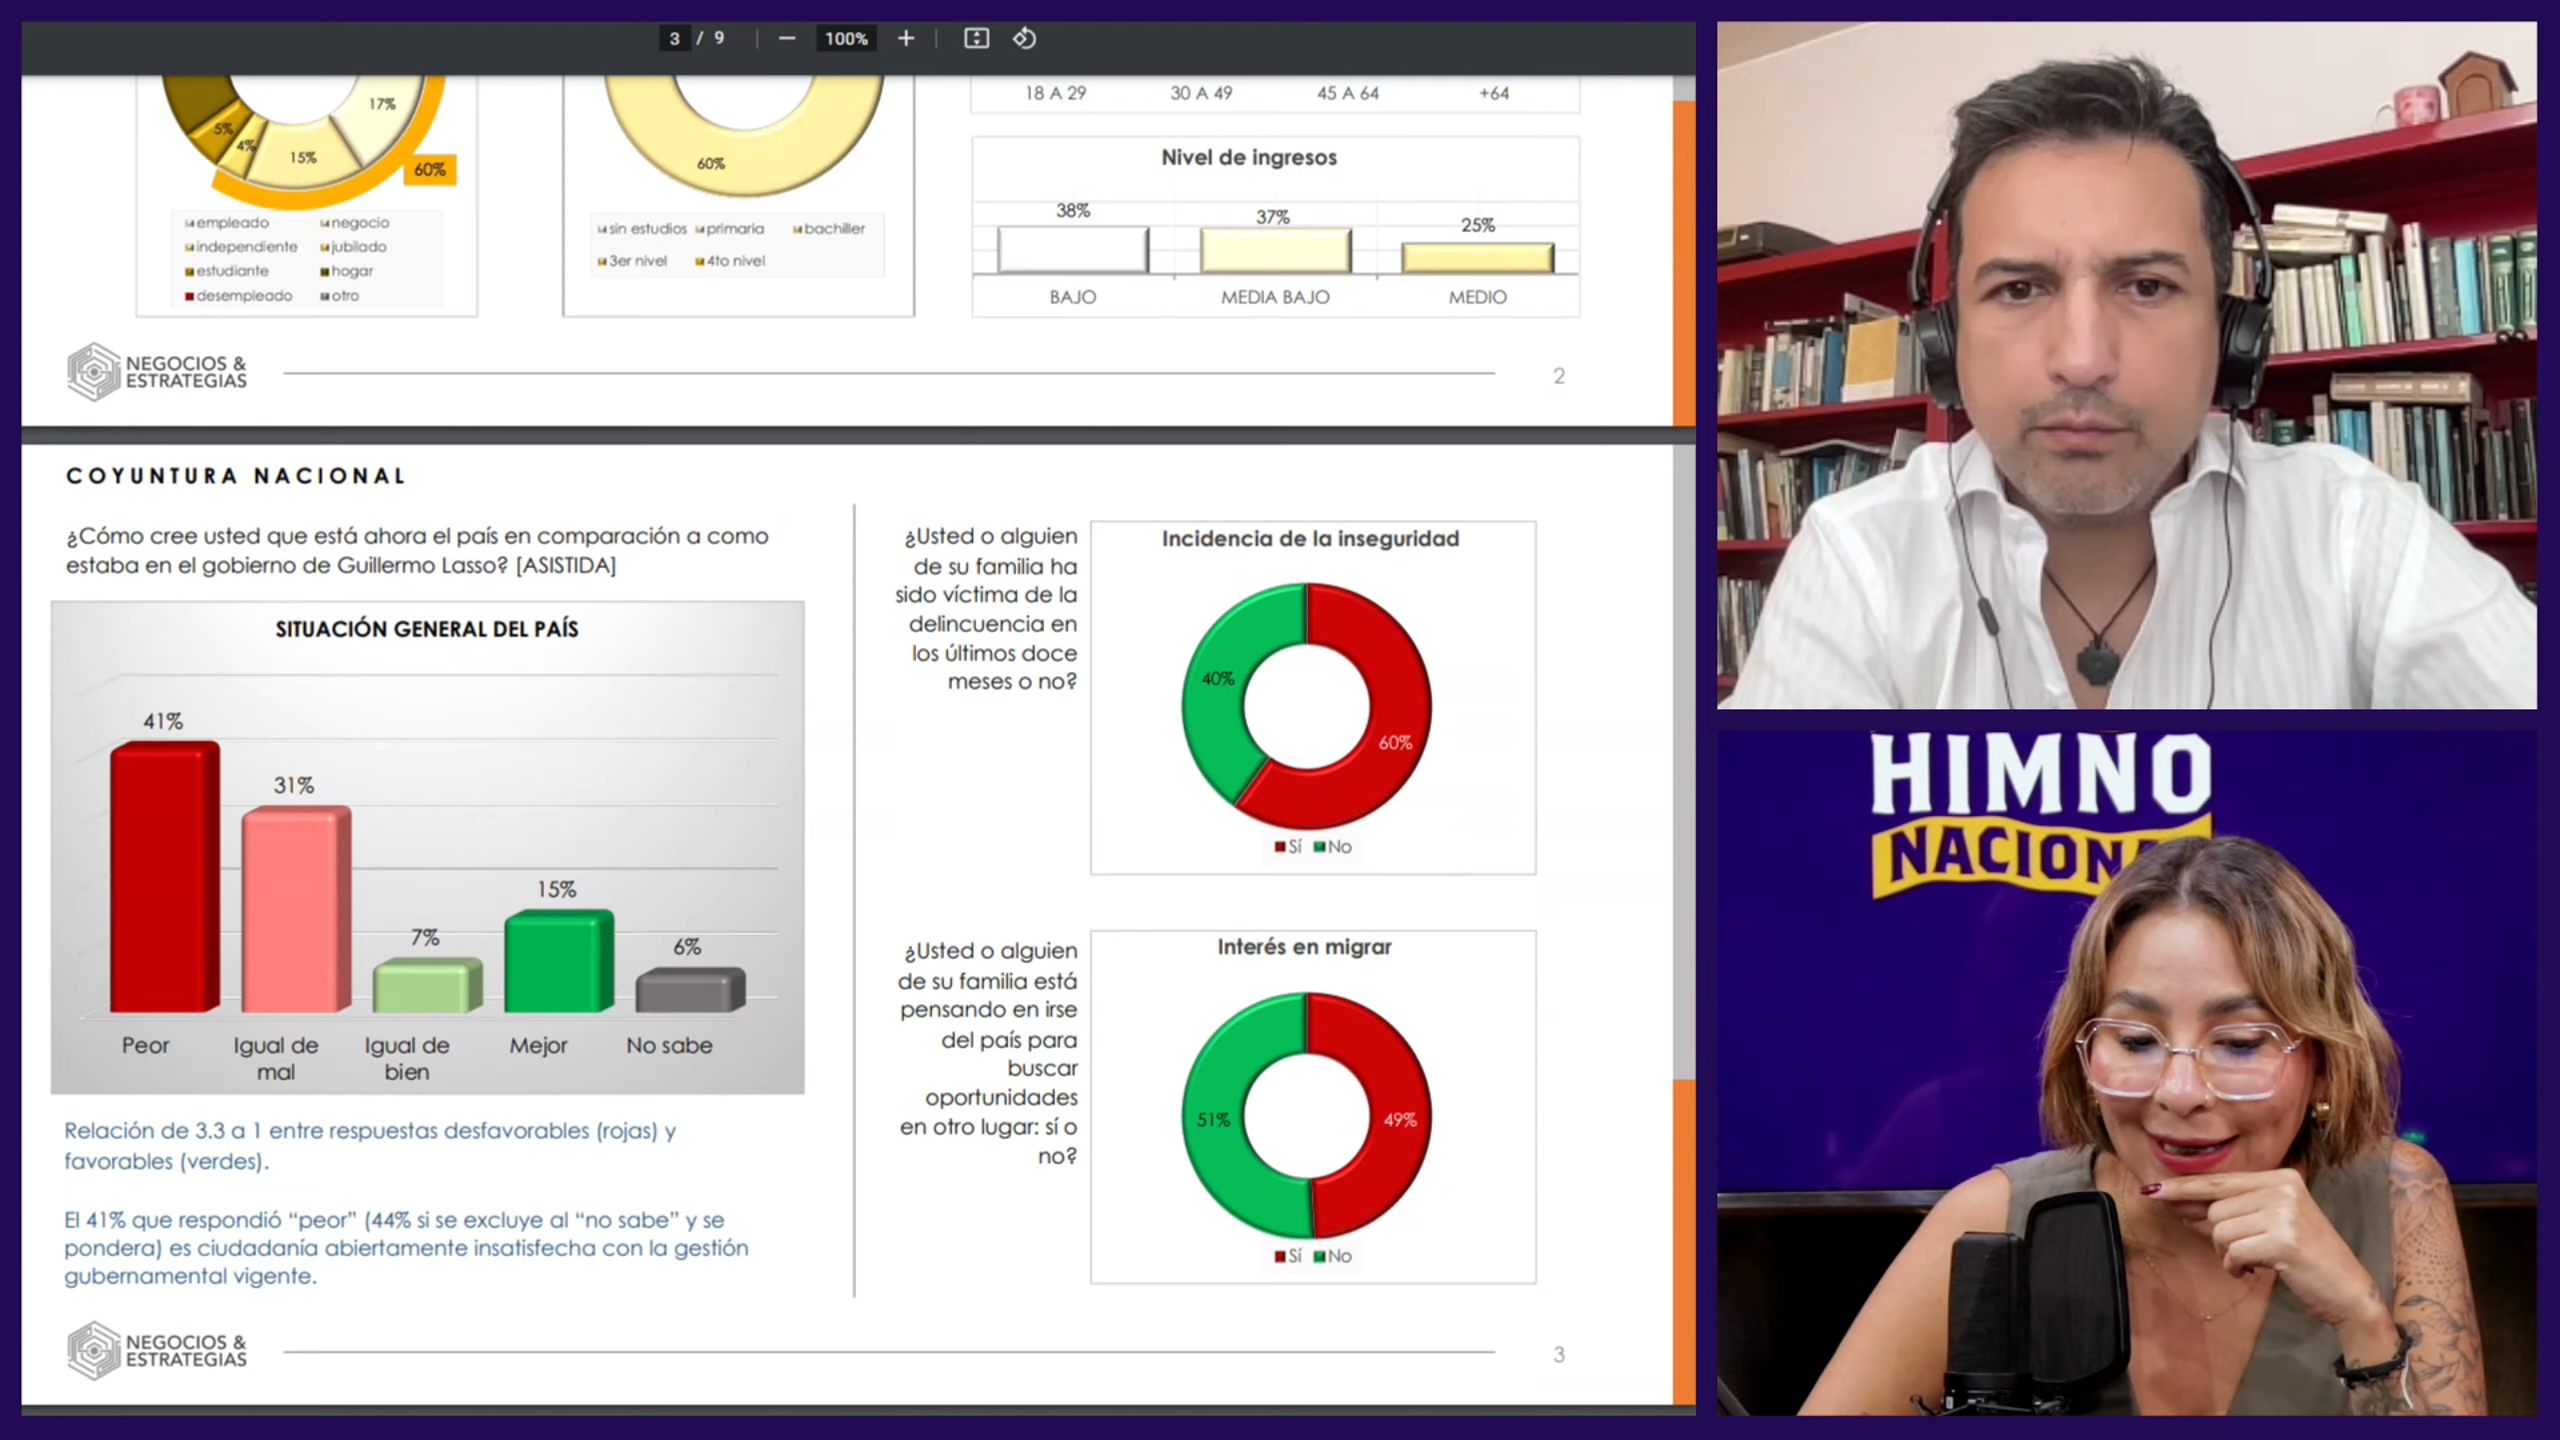 3 / 9
100%
17%
5%
4%
15%
60%
empleado negocio
independiente jubilado
estudiante hogar
desempleado otro
60%
sin estudios primaria bachiller
3er nivel 4to nivel
18 A 29 30 A 49 45 A 64 +64
Nivel de ingresos
38% 37% 25%
BAJO MEDIA BAJO MEDIO
NEGOCIOS &
ESTRATEGIAS
2
COYUNTURA NACIONAL
¿Cómo cree usted que está ahora el país en comparación a como
estaba en el gobierno de Guillermo Lasso? [ASISTIDA]
SITUACIÓN GENERAL DEL PAÍS
41%
31%
7%
15%
6%
Peor Igual de Igual de Mejor No sabe
mal bien
Relación de 3.3 a 1 entre respuestas desfavorables (rojas) y
favorables (verdes).
El 41% que respondió “peor” (44% si se excluye al “no sabe” y se
pondera) es ciudadanía abiertamente insatisfecha con la gestión
gubernamental vigente.
¿Usted o alguien
de su familia ha
sido víctima de la
delincuencia en
los últimos doce
meses o no?
Incidencia de la inseguridad
40%
60%
Sí No
¿Usted o alguien
de su familia está
pensando en irse
del país para
buscar
oportunidades
en otro lugar: sí o
no?
Interés en migrar
51%
49%
Sí No
NEGOCIOS &
ESTRATEGIAS
3
HIMNO